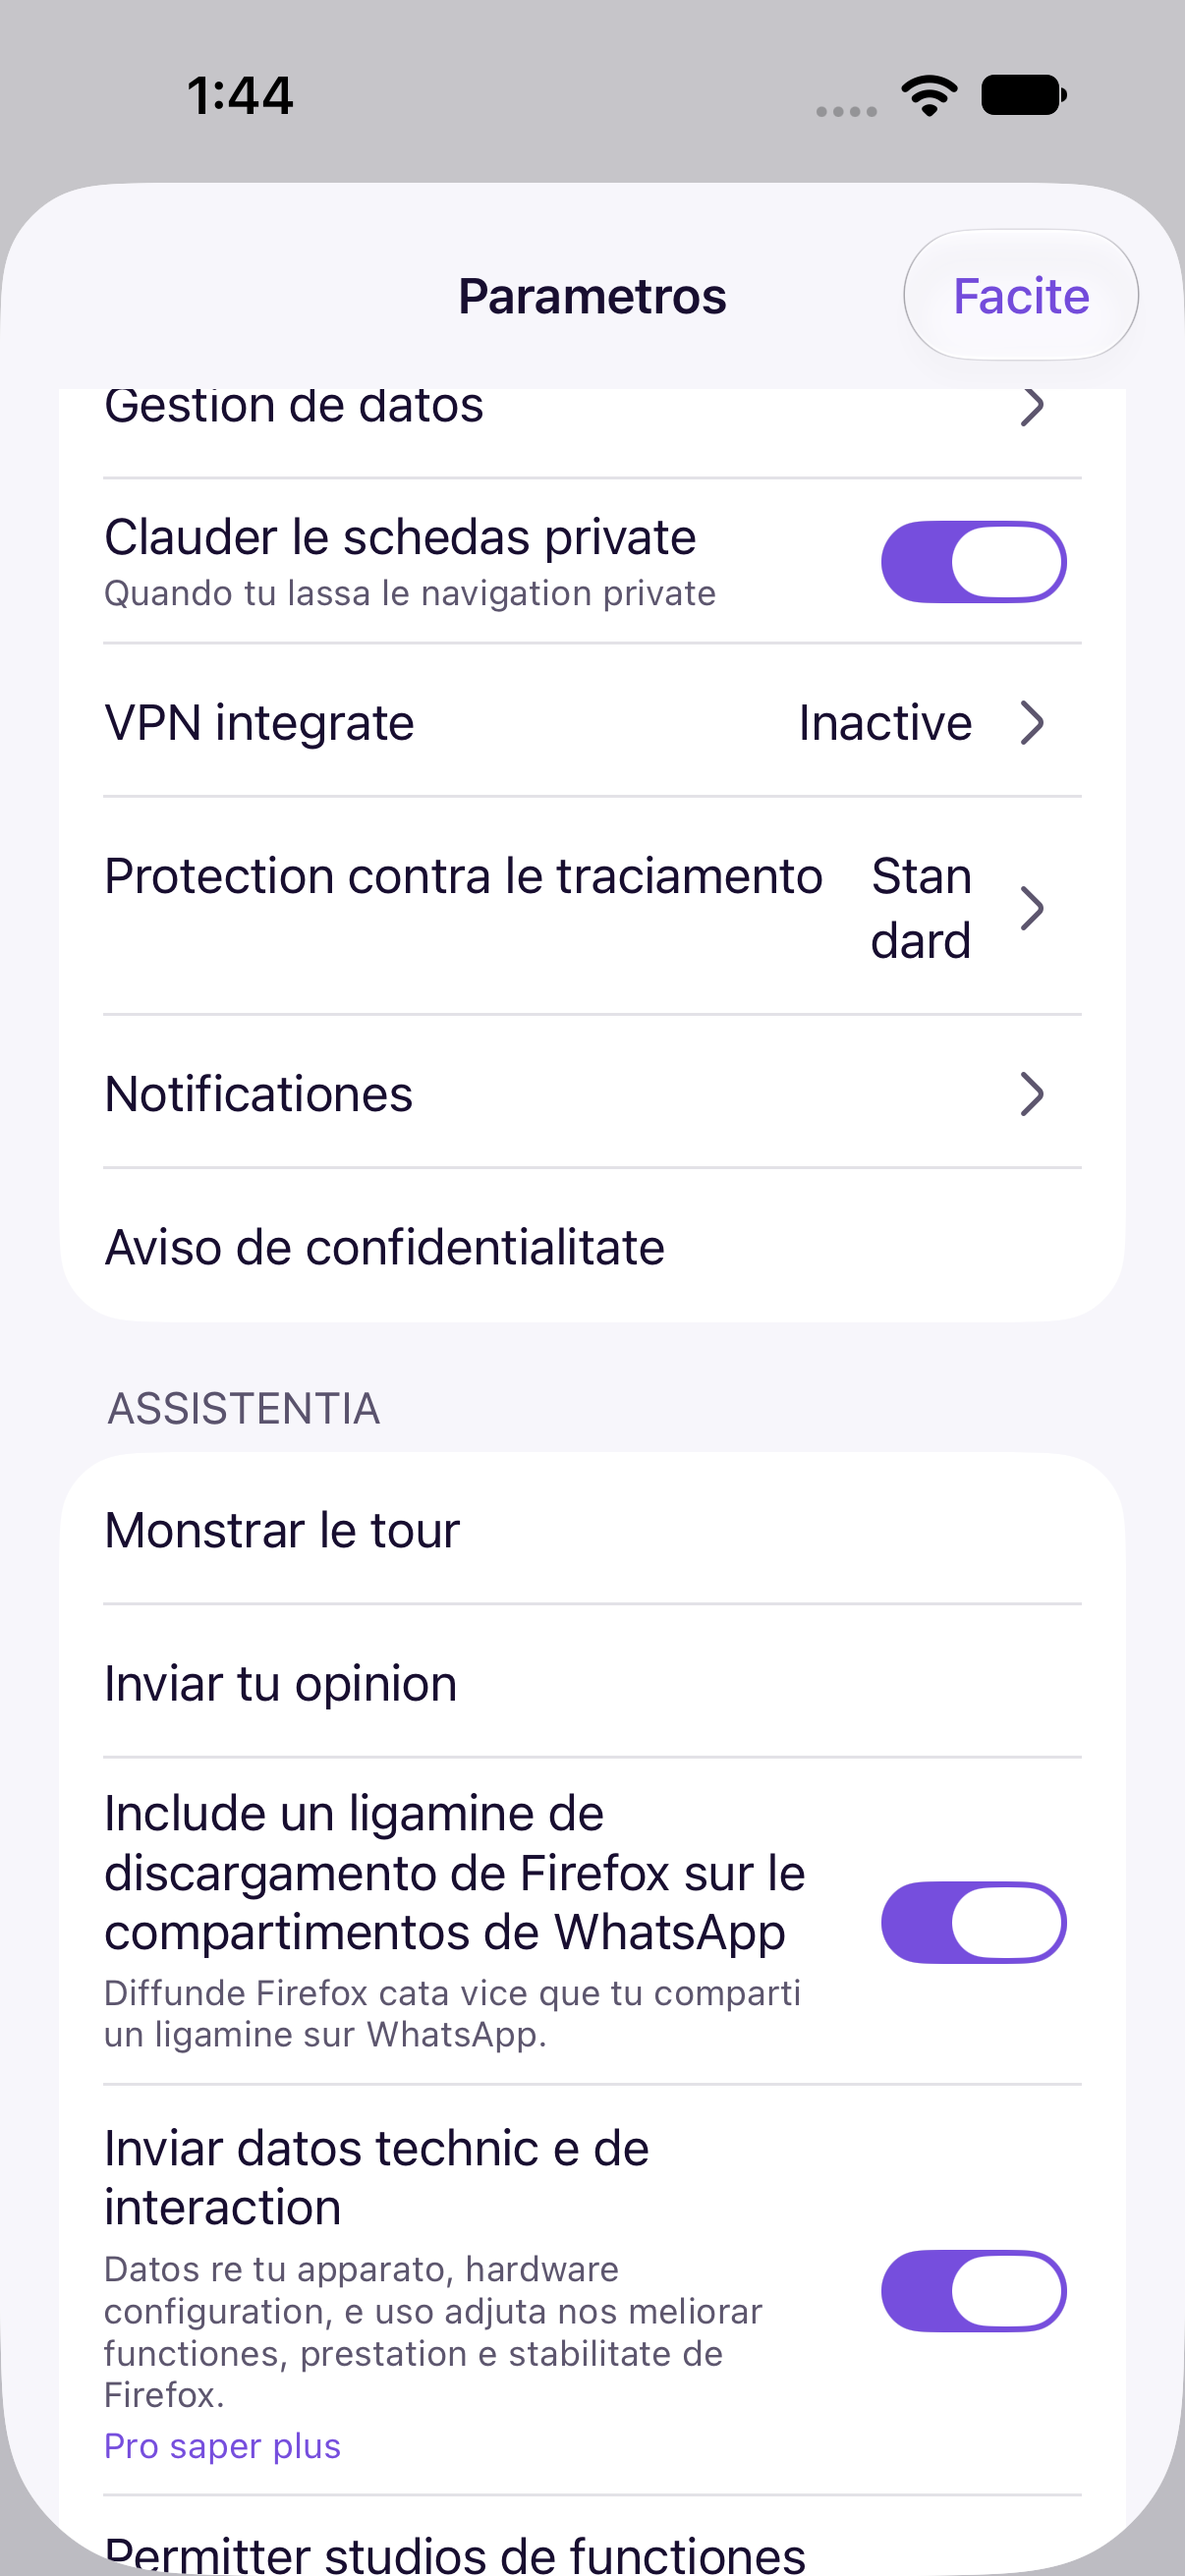 1:44
Parametros
Facite
Gestion de datos
Clauder le schedas private
Quando tu lassa le navigation private
VPN integrate
Inactive
Protection contra le traciamento
Stan
dard
Notificationes
Aviso de confidentialitate
ASSISTENTIA
Monstrar le tour
Inviar tu opinion
Include un ligamine de
discargamento de Firefox sur le
compartimentos de WhatsApp
Diffunde Firefox cata vice que tu comparti
un ligamine sur WhatsApp.
Inviar datos technic e de
interaction
Datos re tu apparato, hardware
configuration, e uso adjuta nos meliorar
functiones, prestation e stabilitate de
Firefox.
Pro saper plus
Permitter studios de functiones